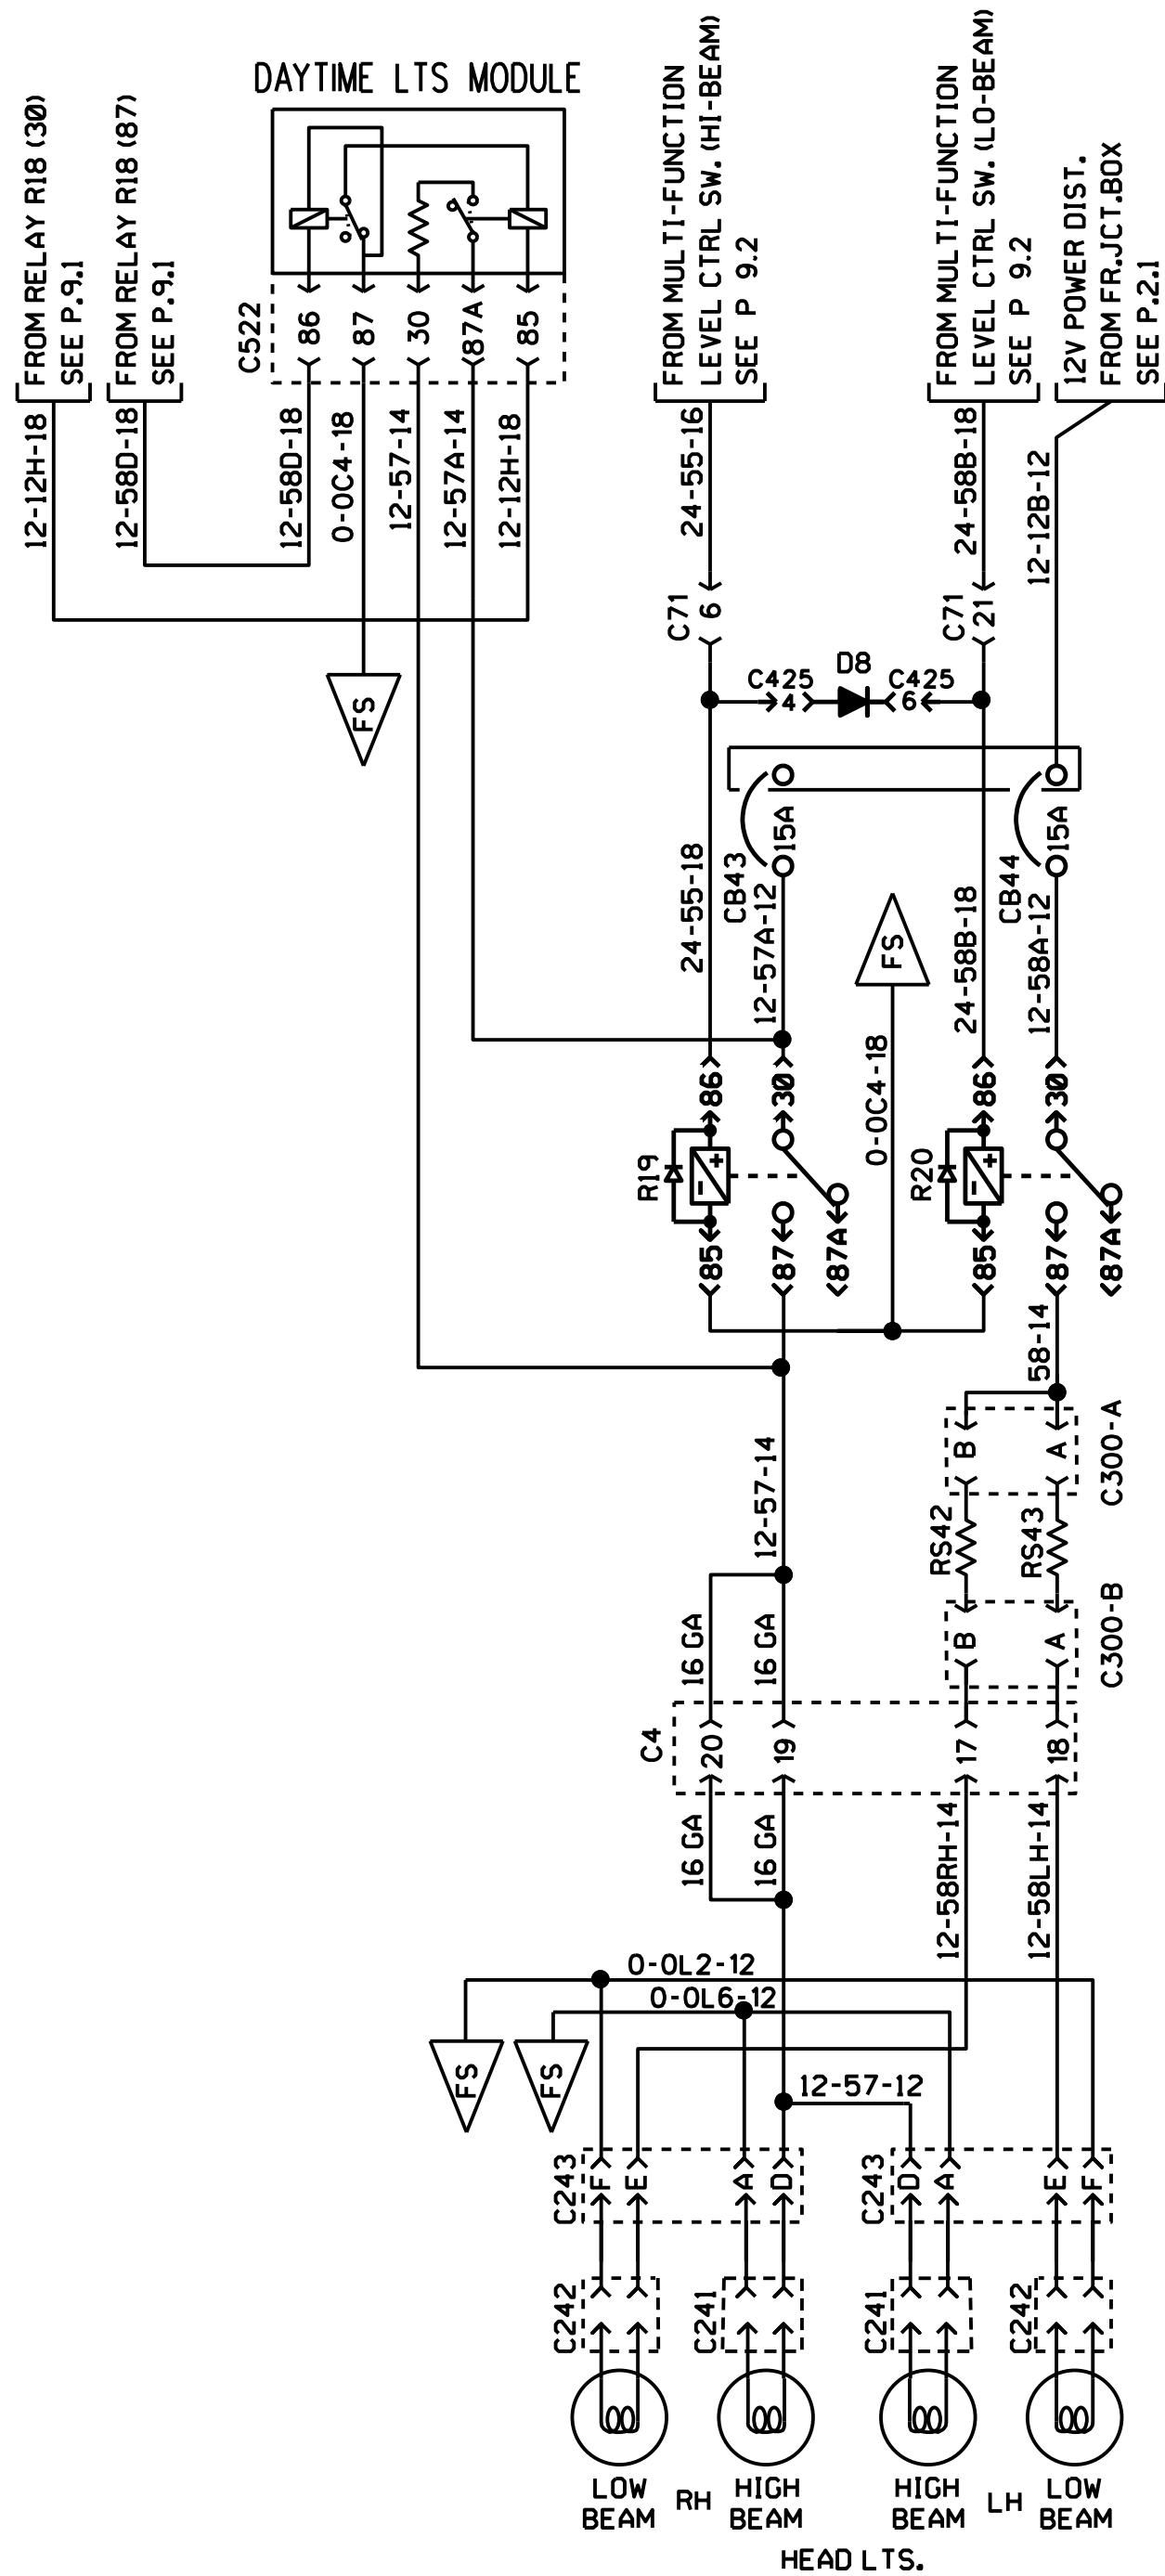 DAYTIME LTS MODULE
FROM RELAY R18 (30)
SEE P.9.1
FROM RELAY R18 (87)
SEE P.9.1
C522
86
87
30
87A
85
FROM MULTI-FUNCTION
LEVEL CTRL SW. (HI-BEAM)
SEE P 9.2
FROM MULTI-FUNCTION
LEVEL CTRL SW. (LO-BEAM)
SEE P 9.2
12V POWER DIST.
FROM FR.JCT.BOX
SEE P.2.1
12-12H-18
12-58D-18
12-58D-18
0-0C4-18
12-57-14
12-57A-14
12-12H-18
24-55-16
24-58B-18
12-12B-12
C71
6
C71
21
FS
C425
4
D8
C425
6
24-55-18
CB43
15A
12-57A-12
FS
24-58B-18
CB44
15A
12-58A-12
0-0C4-18
86
30
86
30
R19
- +
R20
- +
85
87
87A
85
87
87A
58-14
B
A
C300-A
12-57-14
RS42
RS43
16 GA
16 GA
B
A
C300-B
C4
20
19
17
18
16 GA
16 GA
12-58RH-14
12-58LH-14
0-0L2-12
0-0L6-12
FS
FS
12-57-12
C243
F
E
A
D
C243
D
A
E
F
C242
C241
C241
C242
LOW
BEAM
RH
HIGH
BEAM
HIGH
BEAM
LH
LOW
BEAM
HEAD LTS.